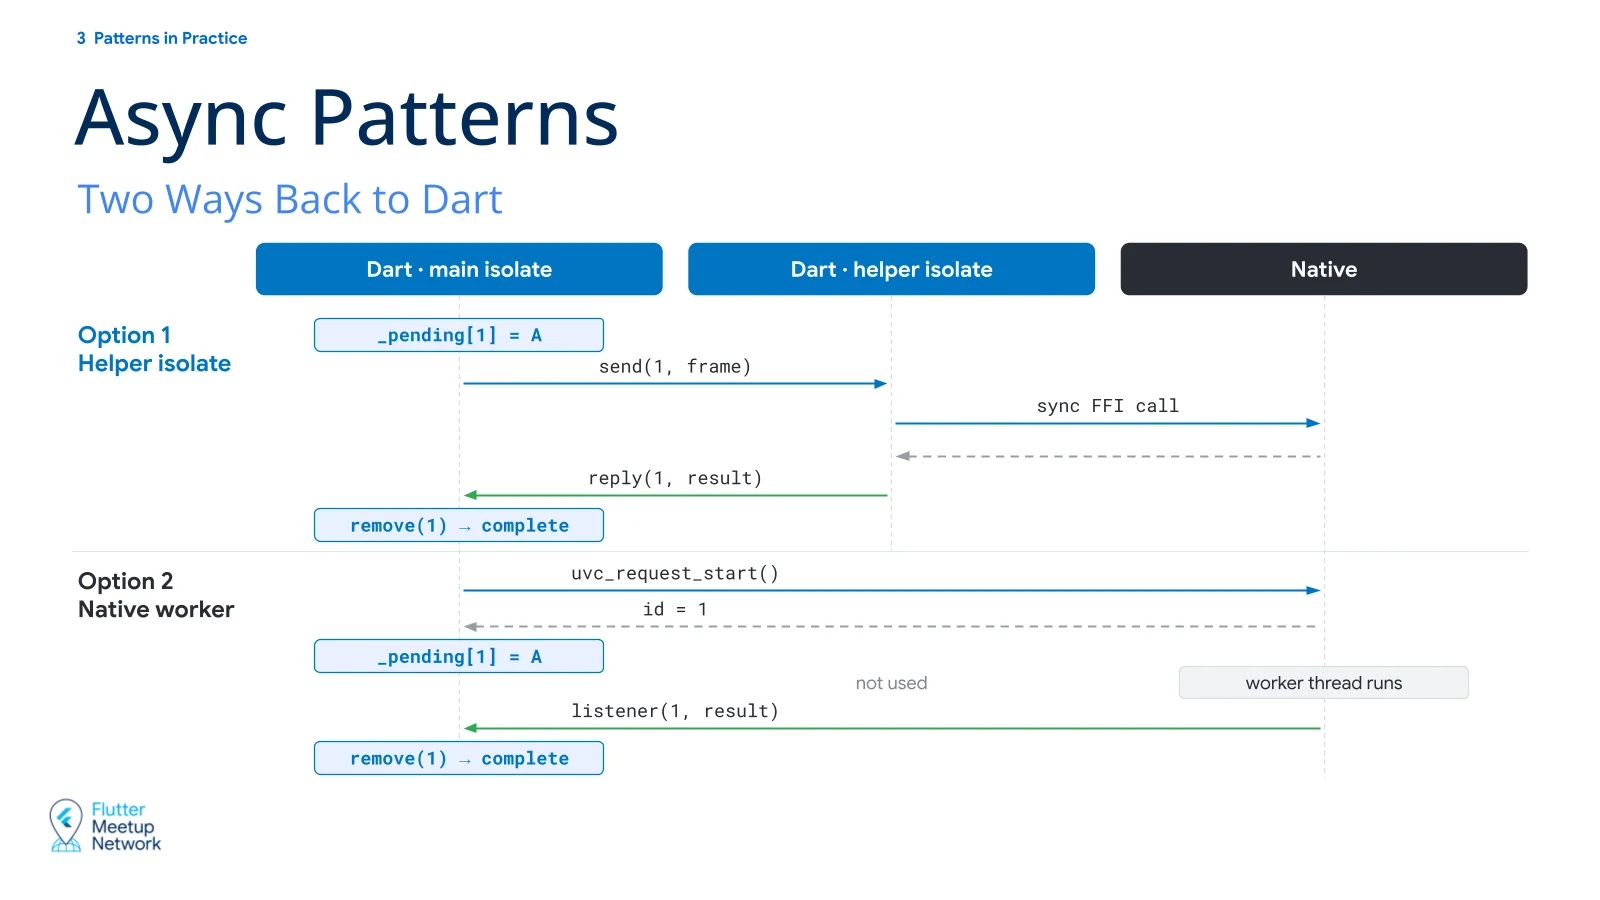 3 Patterns in Practice
Async Patterns
Two Ways Back to Dart
Dart · main isolate
Dart · helper isolate
Native
Option 1
Helper isolate
_pending[1] = A
send(1, frame)
sync FFI call
reply(1, result)
remove(1) → complete
Option 2
Native worker
uvc_request_start()
id = 1
_pending[1] = A
not used
worker thread runs
listener(1, result)
remove(1) → complete
Flutter
Meetup
Network